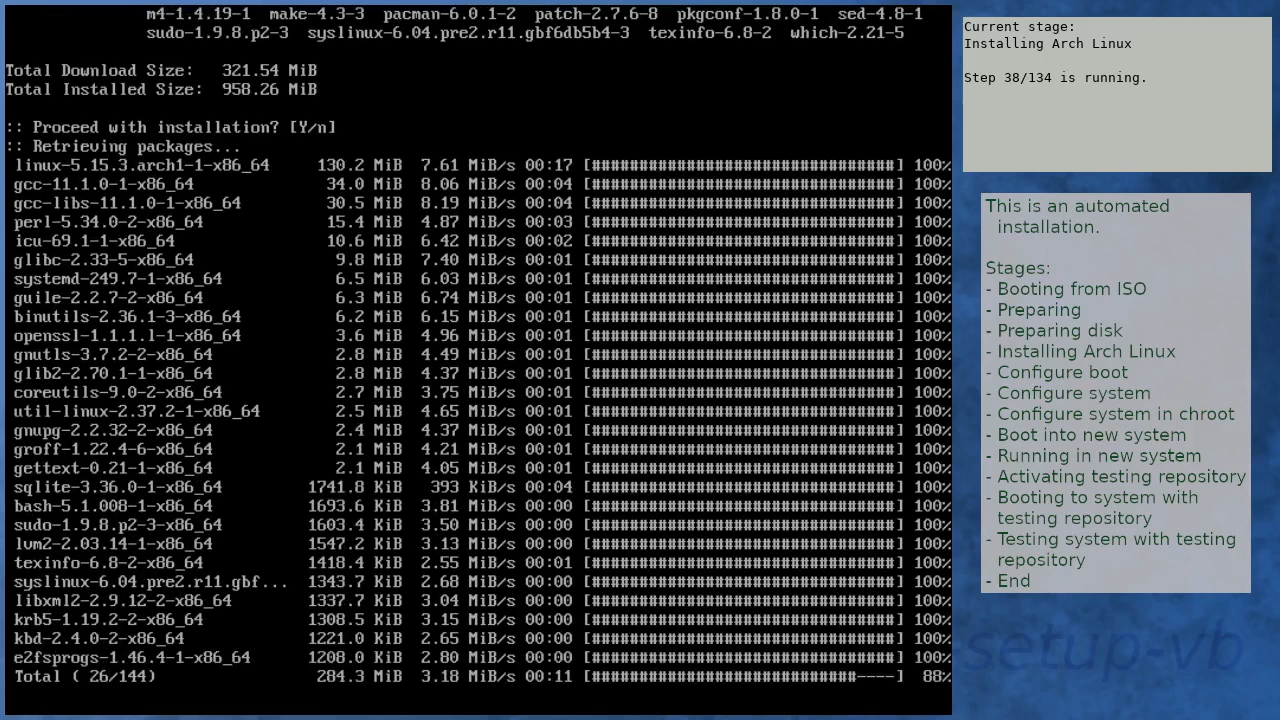 m4-1.4.19-1  make-4.3-3  pacman-6.0.1-2  patch-2.7.6-8  pkgconf-1.8.0-1  sed-4.8-1
sudo-1.9.8.p2-3  syslinux-6.04.pre2.r11.gbf6db5b4-3  texinfo-6.8-2  which-2.21-5
Total Download Size:   321.54 MiB
Total Installed Size:  958.26 MiB
:: Proceed with installation? [Y/n]
:: Retrieving packages...
linux-5.15.3.arch1-1-x86_64     130.2 MiB  7.61 MiB/s 00:17 [################################] 100%
gcc-11.1.0-1-x86_64              34.0 MiB  8.06 MiB/s 00:04 [################################] 100%
gcc-libs-11.1.0-1-x86_64         30.5 MiB  8.19 MiB/s 00:04 [################################] 100%
perl-5.34.0-2-x86_64             15.4 MiB  4.87 MiB/s 00:03 [################################] 100%
icu-69.1-1-x86_64                10.6 MiB  6.42 MiB/s 00:02 [################################] 100%
glibc-2.33-5-x86_64               9.8 MiB  7.40 MiB/s 00:01 [################################] 100%
systemd-249.7-1-x86_64            6.5 MiB  6.03 MiB/s 00:01 [################################] 100%
guile-2.2.7-2-x86_64              6.3 MiB  6.74 MiB/s 00:01 [################################] 100%
binutils-2.36.1-3-x86_64          6.2 MiB  6.15 MiB/s 00:01 [################################] 100%
openssl-1.1.1.l-1-x86_64          3.6 MiB  4.96 MiB/s 00:01 [################################] 100%
gnutls-3.7.2-2-x86_64             2.8 MiB  4.49 MiB/s 00:01 [################################] 100%
glib2-2.70.1-1-x86_64             2.8 MiB  4.37 MiB/s 00:01 [################################] 100%
coreutils-9.0-2-x86_64            2.7 MiB  3.75 MiB/s 00:01 [################################] 100%
util-linux-2.37.2-1-x86_64        2.5 MiB  4.65 MiB/s 00:01 [################################] 100%
gnupg-2.2.32-2-x86_64             2.4 MiB  4.37 MiB/s 00:01 [################################] 100%
groff-1.22.4-6-x86_64             2.1 MiB  4.21 MiB/s 00:01 [################################] 100%
gettext-0.21-1-x86_64             2.1 MiB  4.05 MiB/s 00:01 [################################] 100%
sqlite-3.36.0-1-x86_64         1741.8 KiB   393 KiB/s 00:04 [################################] 100%
bash-5.1.008-1-x86_64          1693.6 KiB  3.81 MiB/s 00:00 [################################] 100%
sudo-1.9.8.p2-3-x86_64         1603.4 KiB  3.50 MiB/s 00:00 [################################] 100%
lvm2-2.03.14-1-x86_64          1547.2 KiB  3.13 MiB/s 00:00 [################################] 100%
texinfo-6.8-2-x86_64           1418.4 KiB  2.55 MiB/s 00:01 [################################] 100%
syslinux-6.04.pre2.r11.gbf...  1343.7 KiB  2.68 MiB/s 00:00 [################################] 100%
libxml2-2.9.12-2-x86_64        1337.7 KiB  3.04 MiB/s 00:00 [################################] 100%
krb5-1.19.2-2-x86_64           1308.5 KiB  3.15 MiB/s 00:00 [################################] 100%
kbd-2.4.0-2-x86_64             1221.0 KiB  2.65 MiB/s 00:00 [################################] 100%
e2fsprogs-1.46.4-1-x86_64      1208.0 KiB  2.80 MiB/s 00:00 [################################] 100%
Total ( 26/144)                 284.3 MiB  3.18 MiB/s 00:11 [############################----]  88%
Current stage:
Installing Arch Linux
Step 38/134 is running.
This is an automated
installation.
Stages:
- Booting from ISO
- Preparing
- Preparing disk
- Installing Arch Linux
- Configure boot
- Configure system
- Configure system in chroot
- Boot into new system
- Running in new system
- Activating testing repository
- Booting to system with
testing repository
- Testing system with testing
repository
- End
setup-vb